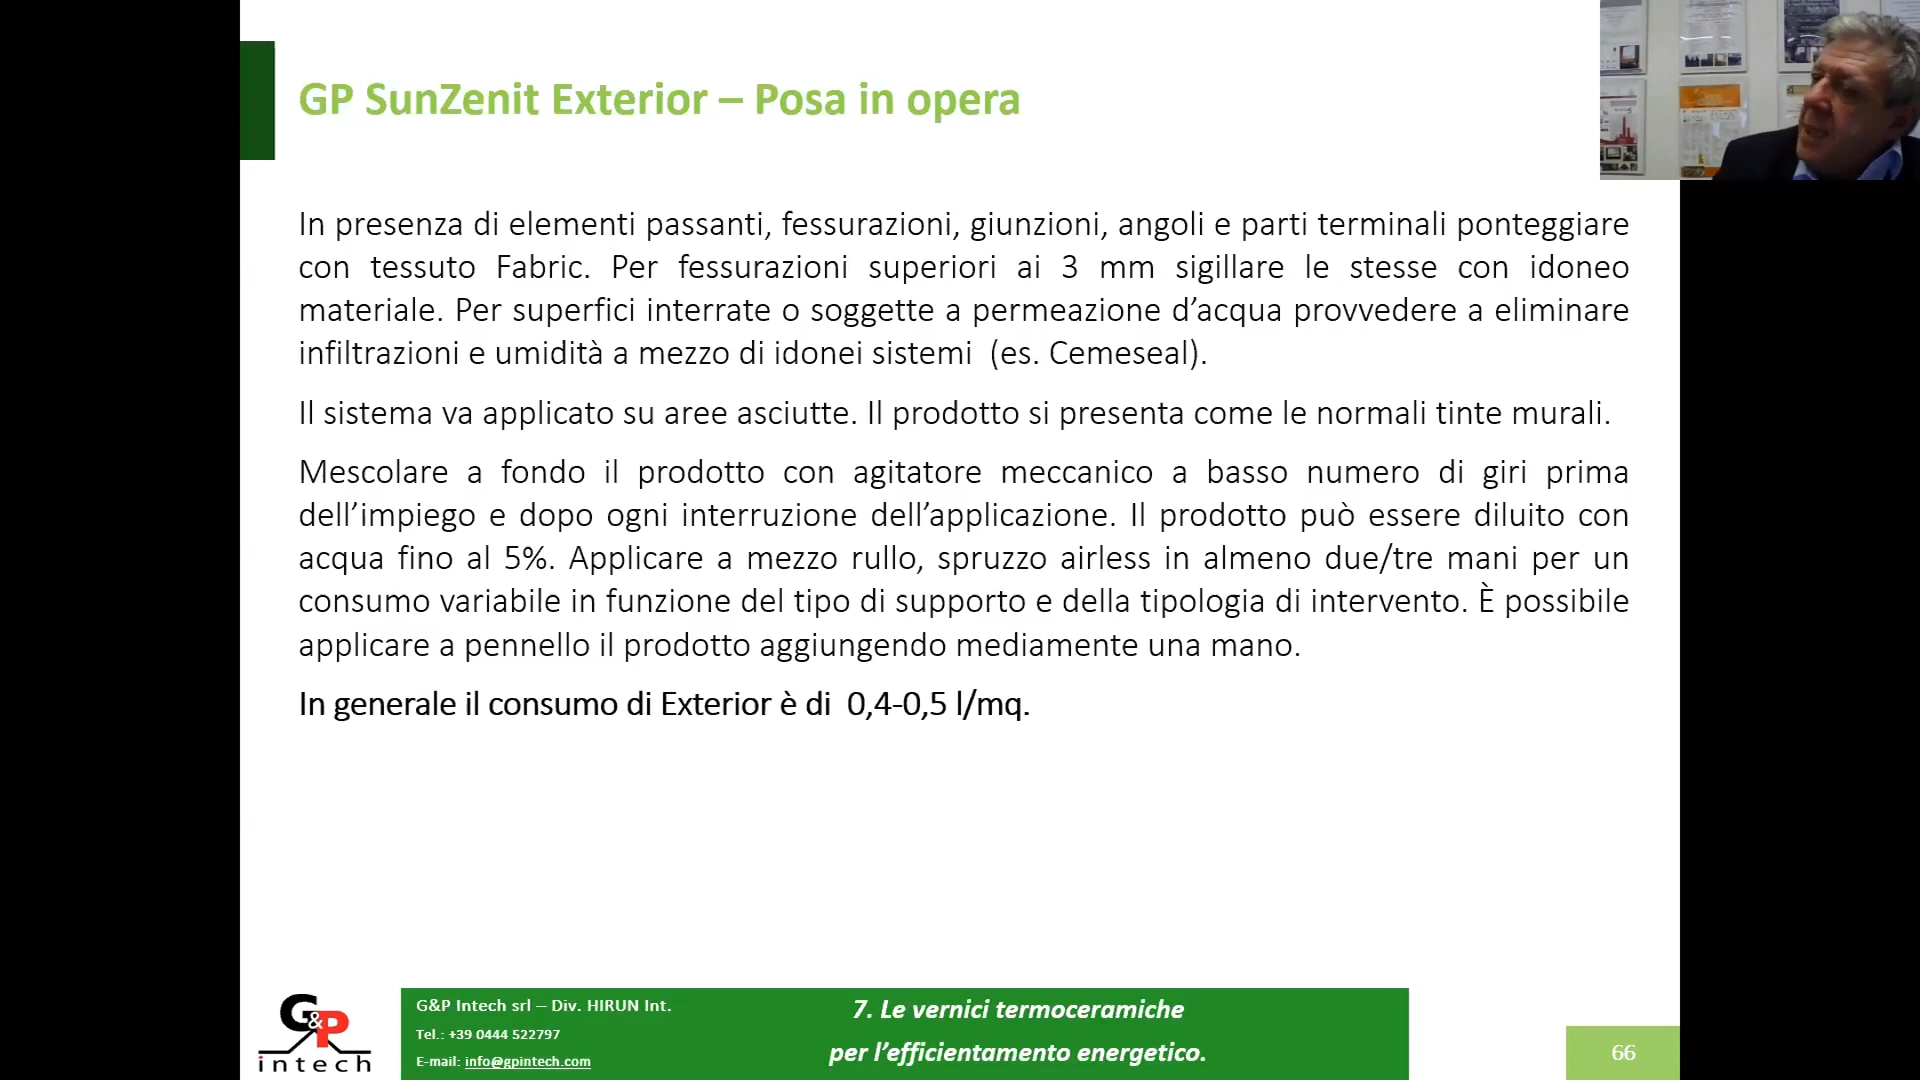 GP SunZenit Exterior – Posa in opera
In presenza di elementi passanti, fessurazioni, giunzioni, angoli e parti terminali ponteggiare
con tessuto Fabric. Per fessurazioni superiori ai 3 mm sigillare le stesse con idoneo
materiale. Per superfici interrate o soggette a permeazione d’acqua provvedere a eliminare
infiltrazioni e umidità a mezzo di idonei sistemi (es. Cemeseal).
Il sistema va applicato su aree asciutte. Il prodotto si presenta come le normali tinte murali.
Mescolare a fondo il prodotto con agitatore meccanico a basso numero di giri prima
dell’impiego e dopo ogni interruzione dell’applicazione. Il prodotto può essere diluito con
acqua fino al 5%. Applicare a mezzo rullo, spruzzo airless in almeno due/tre mani per un
consumo variabile in funzione del tipo di supporto e della tipologia di intervento. È possibile
applicare a pennello il prodotto aggiungendo mediamente una mano.
In generale il consumo di Exterior è di 0,4-0,5 l/mq.
G&P
intech
G&P Intech srl – Div. HIRUN Int.
Tel.: +39 0444 522797
E-mail: info@gpintech.com
7. Le vernici termoceramiche
per l’efficientamento energetico.
66